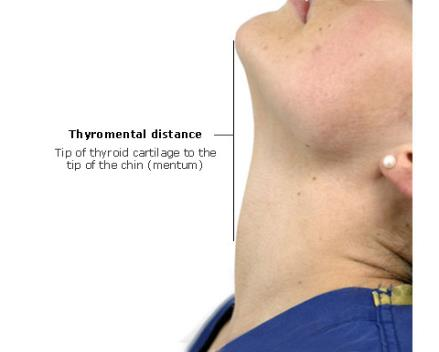 Thyromental distance
Tip of thyroid cartilage to the
tip of the chin (mentum)